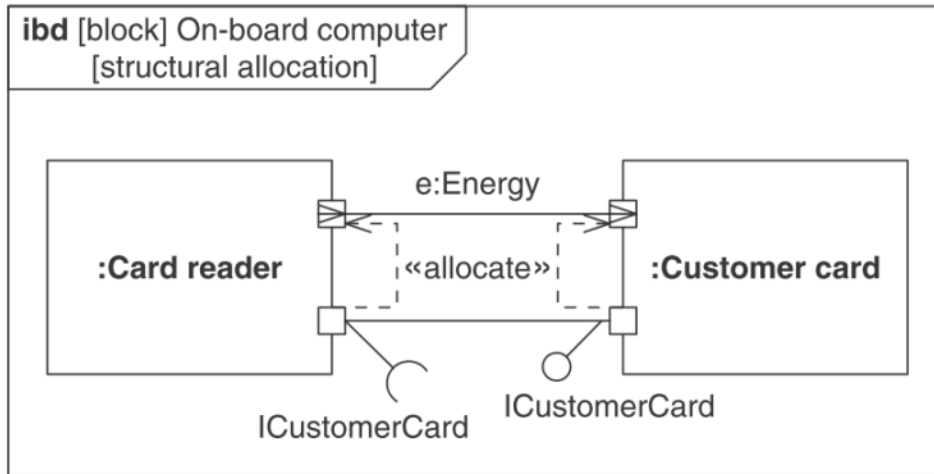 ibd [block] On-board computer
[structural allocation]
e:Energy
:Card reader
«allocate»
:Customer card
ICustomerCard
ICustomerCard